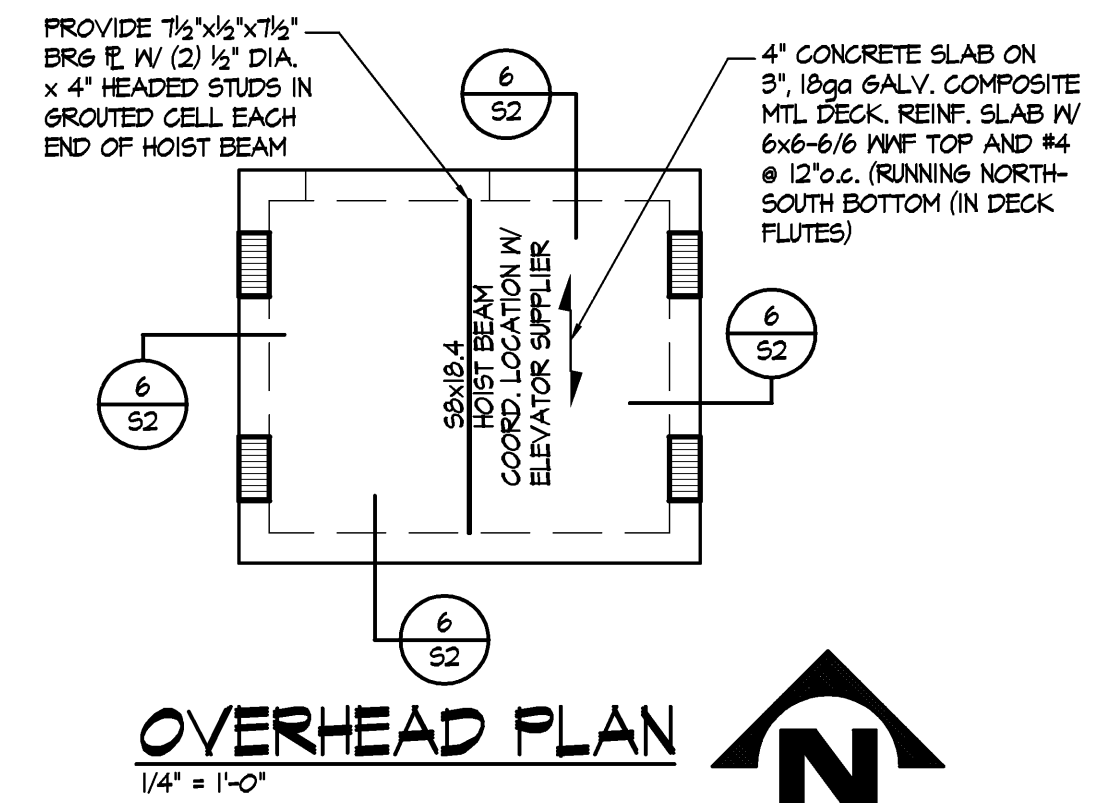 PROVIDE 7½"x½"x7½"
BRG ℙL W/ (2) ½" DIA.
x 4" HEADED STUDS IN
GROUTED CELL EACH
END OF HOIST BEAM
6
S2
4" CONCRETE SLAB ON
3", 18ga GALV. COMPOSITE
MTL DECK. REINF. SLAB W/
6x6-6/6 WWF TOP AND #4
@ 12"o.c. (RUNNING NORTH-
SOUTH BOTTOM (IN DECK
FLUTES)
S8x18.4
HOIST BEAM
COORD. LOCATION W/
ELEVATOR SUPPLIER
6
S2
6
S2
6
S2
OVERHEAD PLAN
1/4" = 1'-0"
N